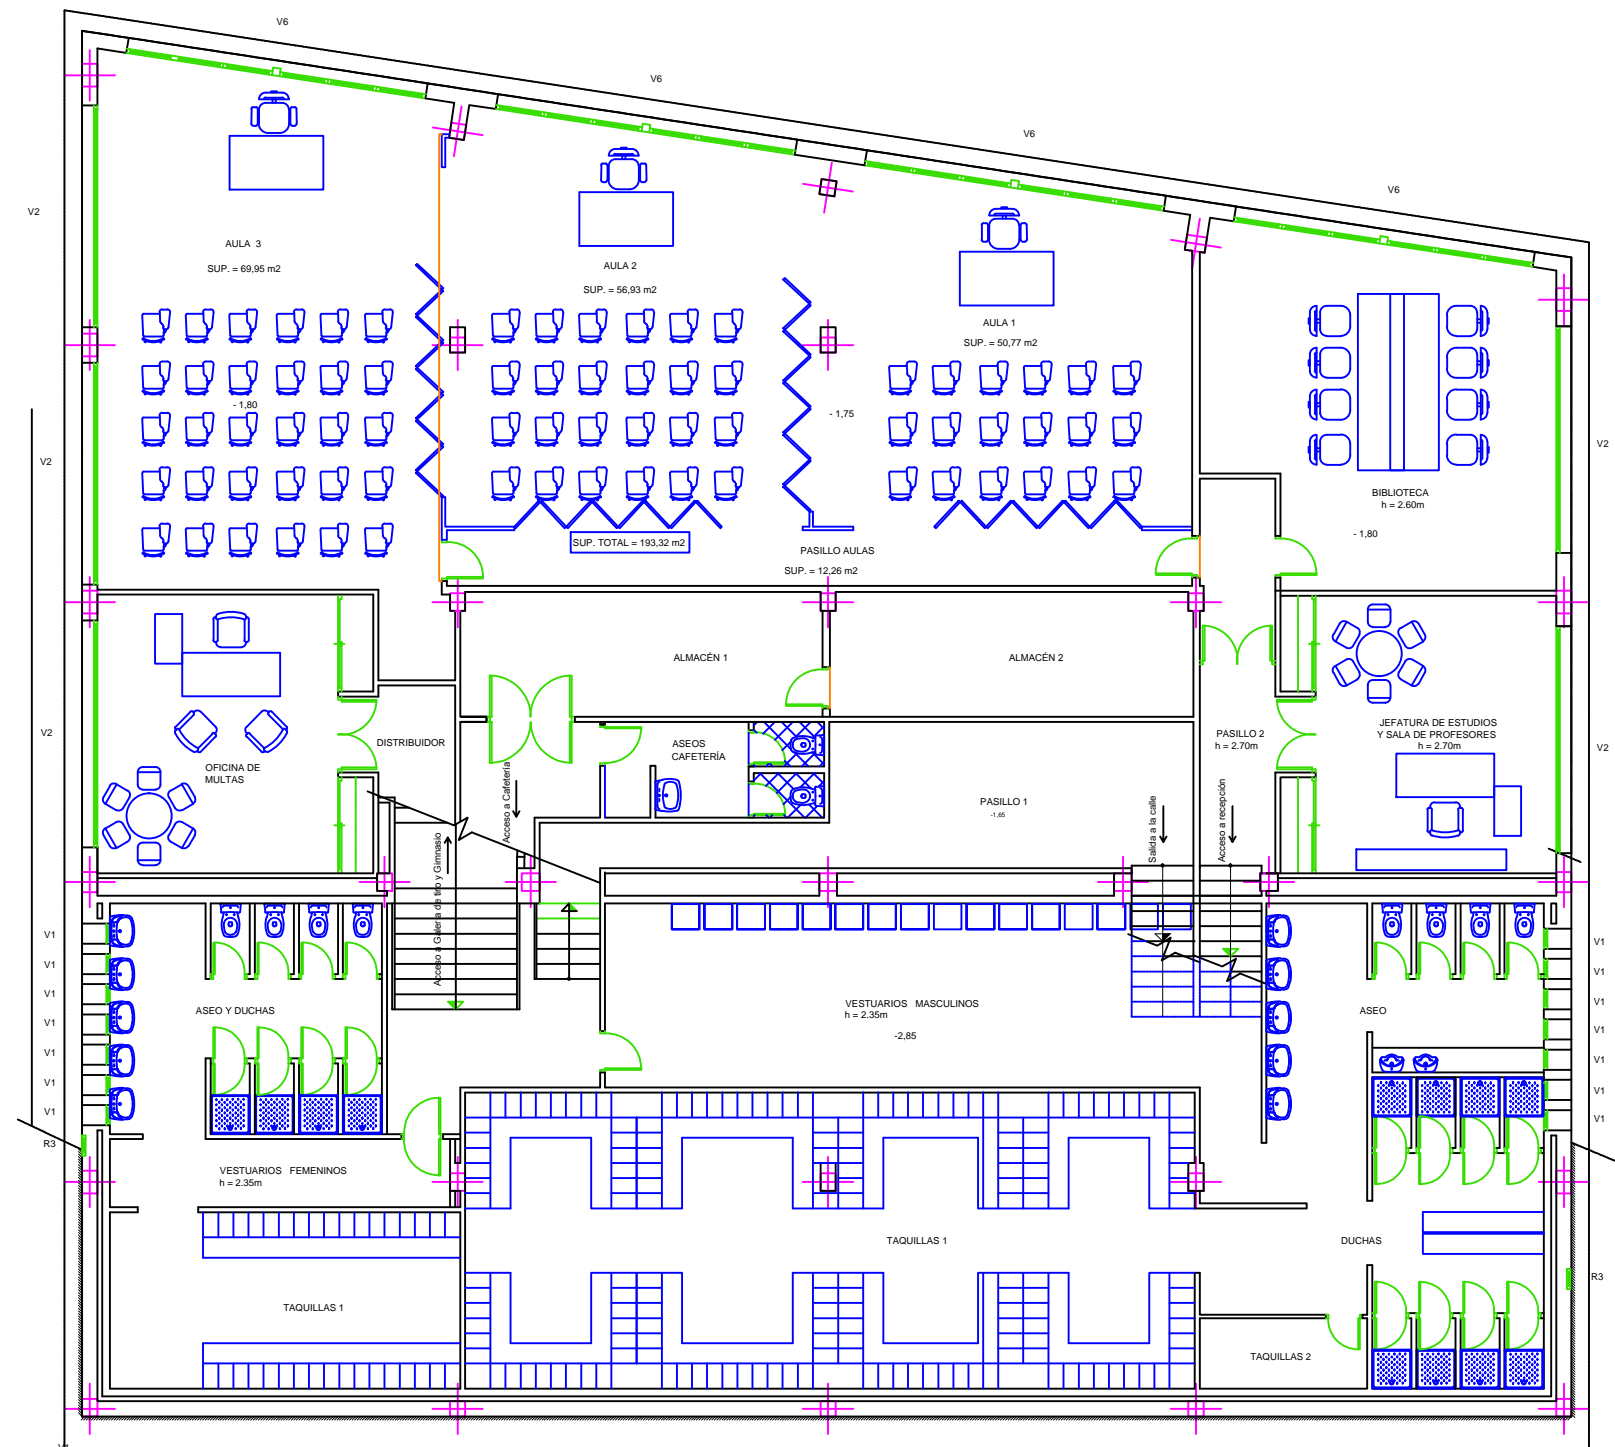 V6
V6
V6
V6
V2
AULA 3
SUP. = 69,95 m2
AULA 2
SUP. = 56,93 m2
AULA 1
SUP. = 50,77 m2
- 1,80
- 1,75
V2
V2
BIBLIOTECA
h = 2.60m
- 1,80
SUP. TOTAL = 193,32 m2
PASILLO AULAS
SUP. = 12,26 m2
ALMACÉN 1
ALMACÉN 2
V2
V2
OFICINA DE
MULTAS
DISTRIBUIDOR
ASEOS
CAFETERÍA
PASILLO 2
h = 2.70m
JEFATURA DE ESTUDIOS
Y SALA DE PROFESORES
h = 2.70m
Acceso a Cafetería
Acceso a Galería de tiro y Gimnasio
PASILLO 1
-1,65
Salida a la calle
Acceso a recepción
V1
V1
V1
V1
V1
V1
V1
R3
ASEO Y DUCHAS
VESTUARIOS MASCULINOS
h = 2.35m
-2,85
ASEO
V1
V1
V1
V1
V1
V1
V1
VESTUARIOS FEMENINOS
h = 2.35m
TAQUILLAS 1
TAQUILLAS 1
DUCHAS
R3
TAQUILLAS 2
V1